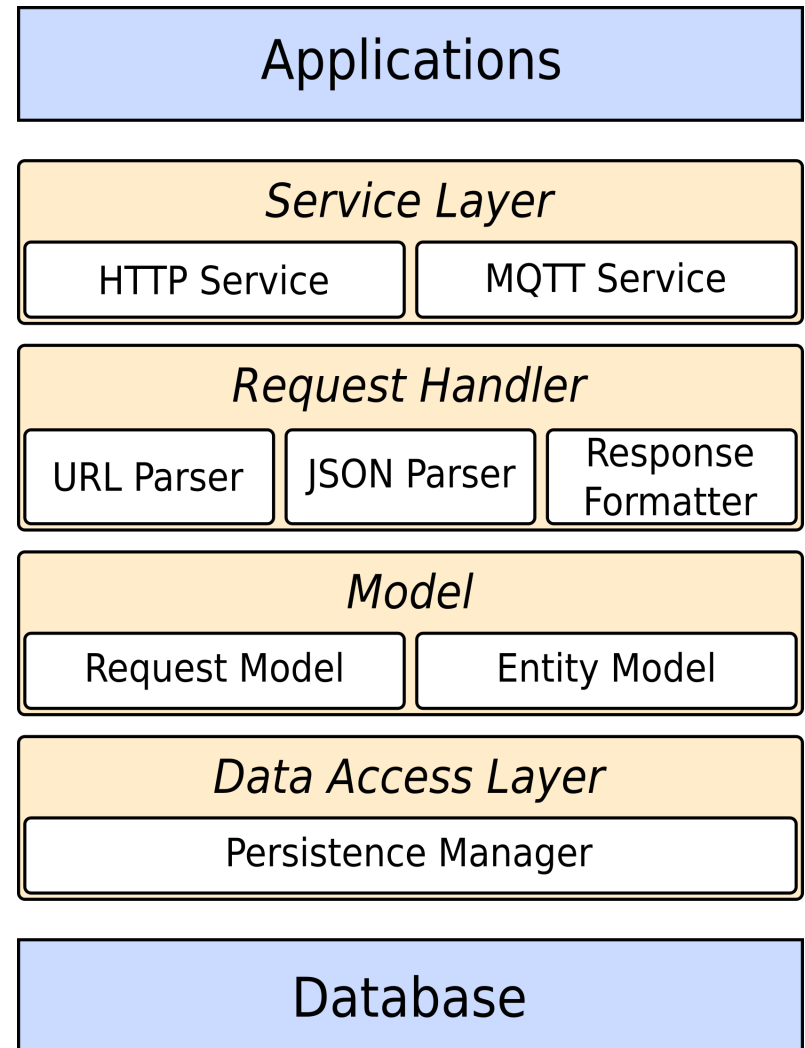 Applications
Service Layer
HTTP Service
MQTT Service
Request Handler
URL Parser
JSON Parser
Response
Formatter
Model
Request Model
Entity Model
Data Access Layer
Persistence Manager
Database